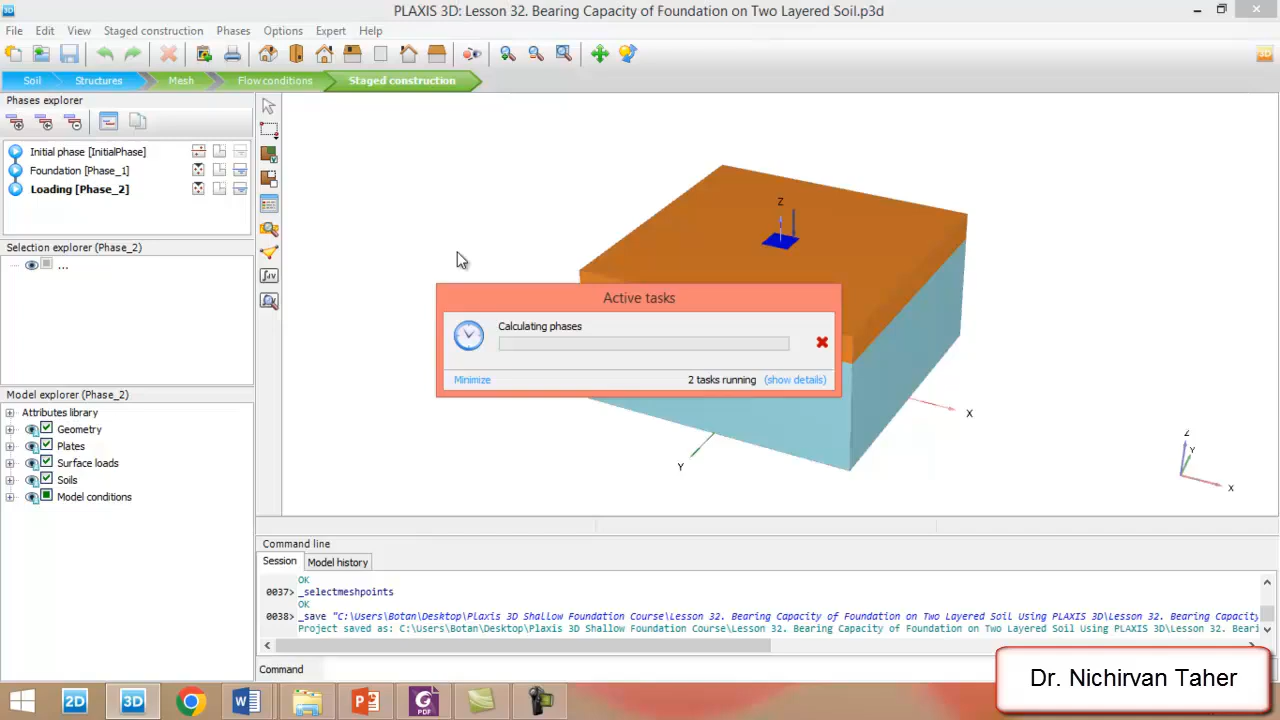 PLAXIS 3D: Lesson 32. Bearing Capacity of Foundation on Two Layered Soil.p3d
File Edit View Staged construction Phases Options Expert Help
Soil Structures Mesh Flow conditions Staged construction
Phases explorer
Initial phase [InitialPhase]
Foundation [Phase_1]
Loading [Phase_2]
Selection explorer (Phase_2)
...
Model explorer (Phase_2)
Attributes library
Geometry
Plates
Surface loads
Soils
Model conditions
Z
X
Y
Z
Y
X
Active tasks
Calculating phases
Minimize 2 tasks running (show details)
Command line
Session Model history
OK
0037> _selectmeshpoints
OK
0038> _save "C:\Users\Botan\Desktop\Plaxis 3D Shallow Foundation Course\Lesson 32. Bearing Capacity of Foundation on Two Layered Soil Using PLAXIS 3D\Lesson 32. Bearing Capacity
Project saved as: C:\Users\Botan\Desktop\Plaxis 3D Shallow Foundation Course\Lesson 32. Bearing Capacity of Foundation on Two Layered Soil Using PLAXIS 3D\Lesson 32. Beari
Command
2D 3D PDF
Dr. Nichirvan Taher